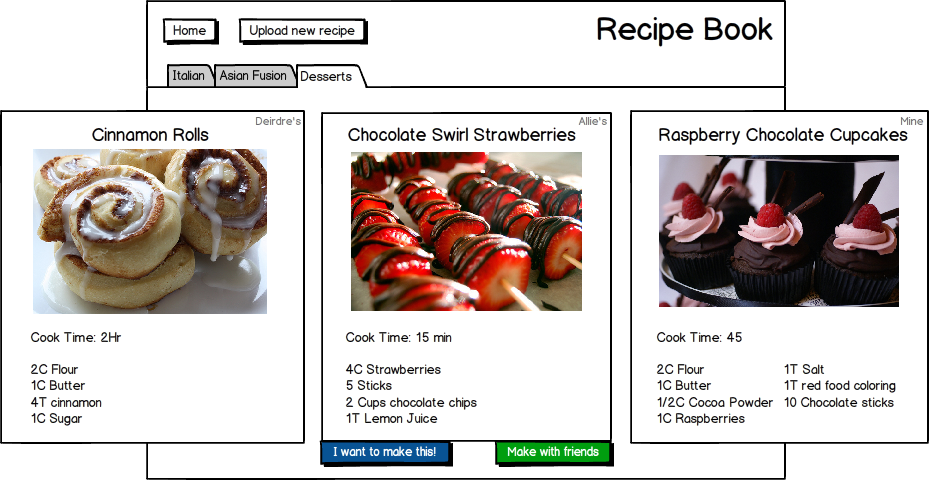 Home
Upload new recipe
Recipe Book
Italian
Asian Fusion
Desserts
Deirdre's
Cinnamon Rolls
Cook Time: 2Hr
2C Flour
1C Butter
4T cinnamon
1C Sugar
Allie's
Chocolate Swirl Strawberries
Cook Time: 15 min
4C Strawberries
5 Sticks
2 Cups chocolate chips
1T Lemon Juice
I want to make this!
Make with friends
Mine
Raspberry Chocolate Cupcakes
Cook Time: 45
2C Flour
1C Butter
1/2C Cocoa Powder
1C Raspberries
1T Salt
1T red food coloring
10 Chocolate sticks